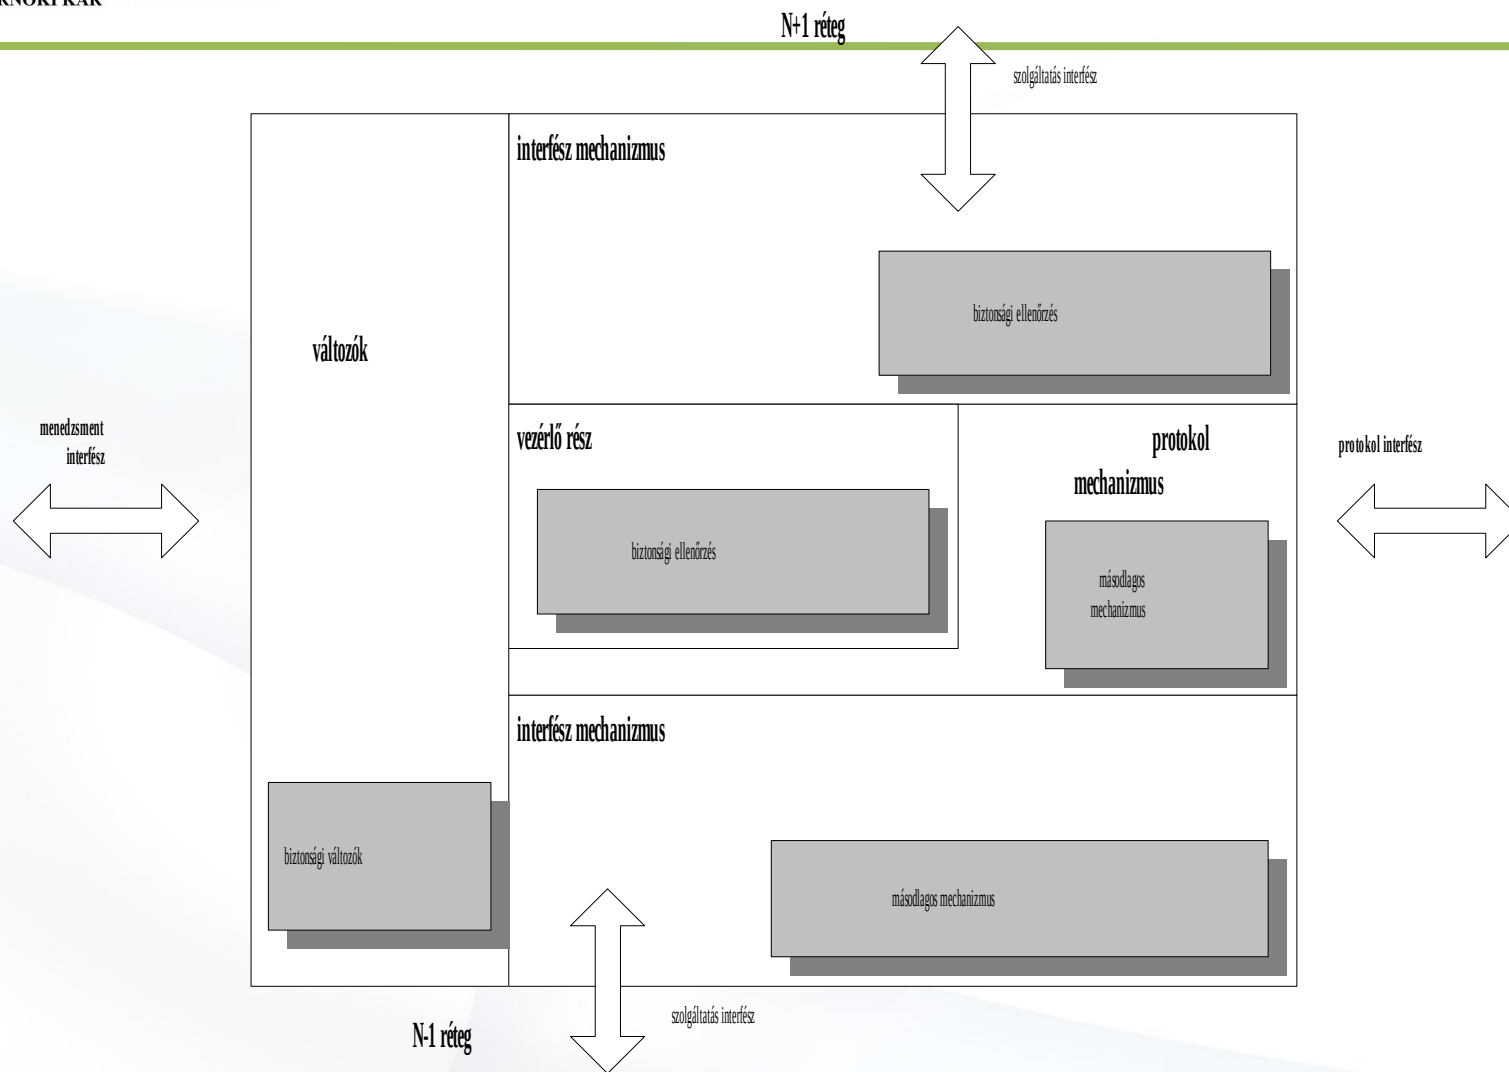 N+1 réteg
szolgáltatás interfész
interfész mechanizmus
biztonsági ellenőrzés
változók
menedzsment
interfész
vezérlő rész
protokol
mechanizmus
protokol interfész
biztonsági ellenőrzés
másodlagos
mechanizmus
interfész mechanizmus
biztonsági változók
másodlagos mechanizmus
szolgáltatás interfész
N-1 réteg